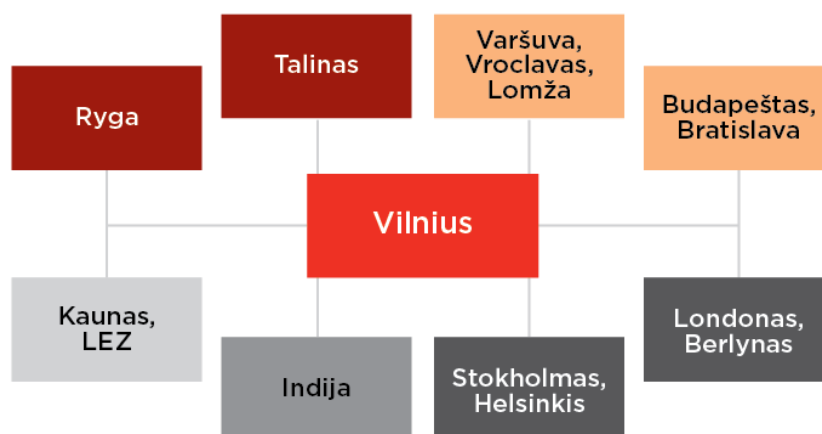 Ryga
Talinas
Varšuva,
Vroclavas,
Lomža
Budapeštas,
Bratislava
Vilnius
Kaunas,
LEZ
Indija
Stokholmas,
Helsinkis
Londonas,
Berlynas